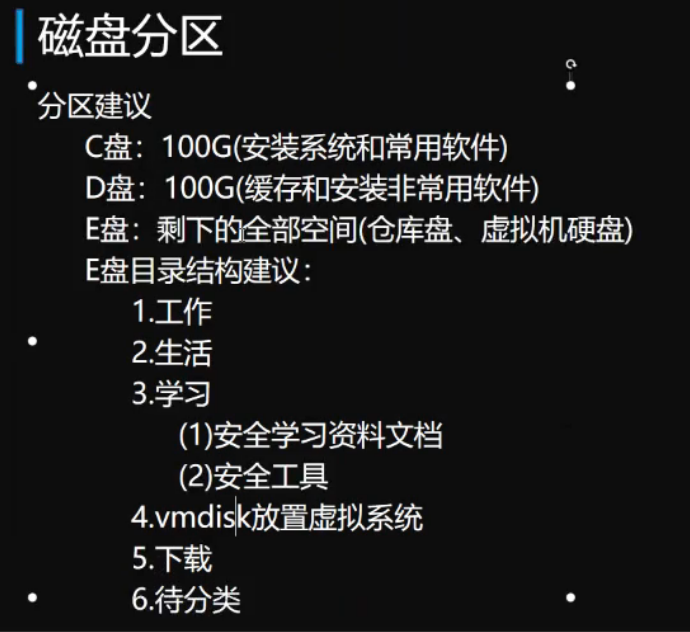 磁盘分区
分区建议
C盘：100G(安装系统和常用软件)
D盘：100G(缓存和安装非常用软件)
E盘：剩下的全部空间(仓库盘、虚拟机硬盘)
E盘目录结构建议：
1.工作
2.生活
3.学习
(1)安全学习资料文档
(2)安全工具
4.vmdisk放置虚拟系统
5.下载
6.待分类